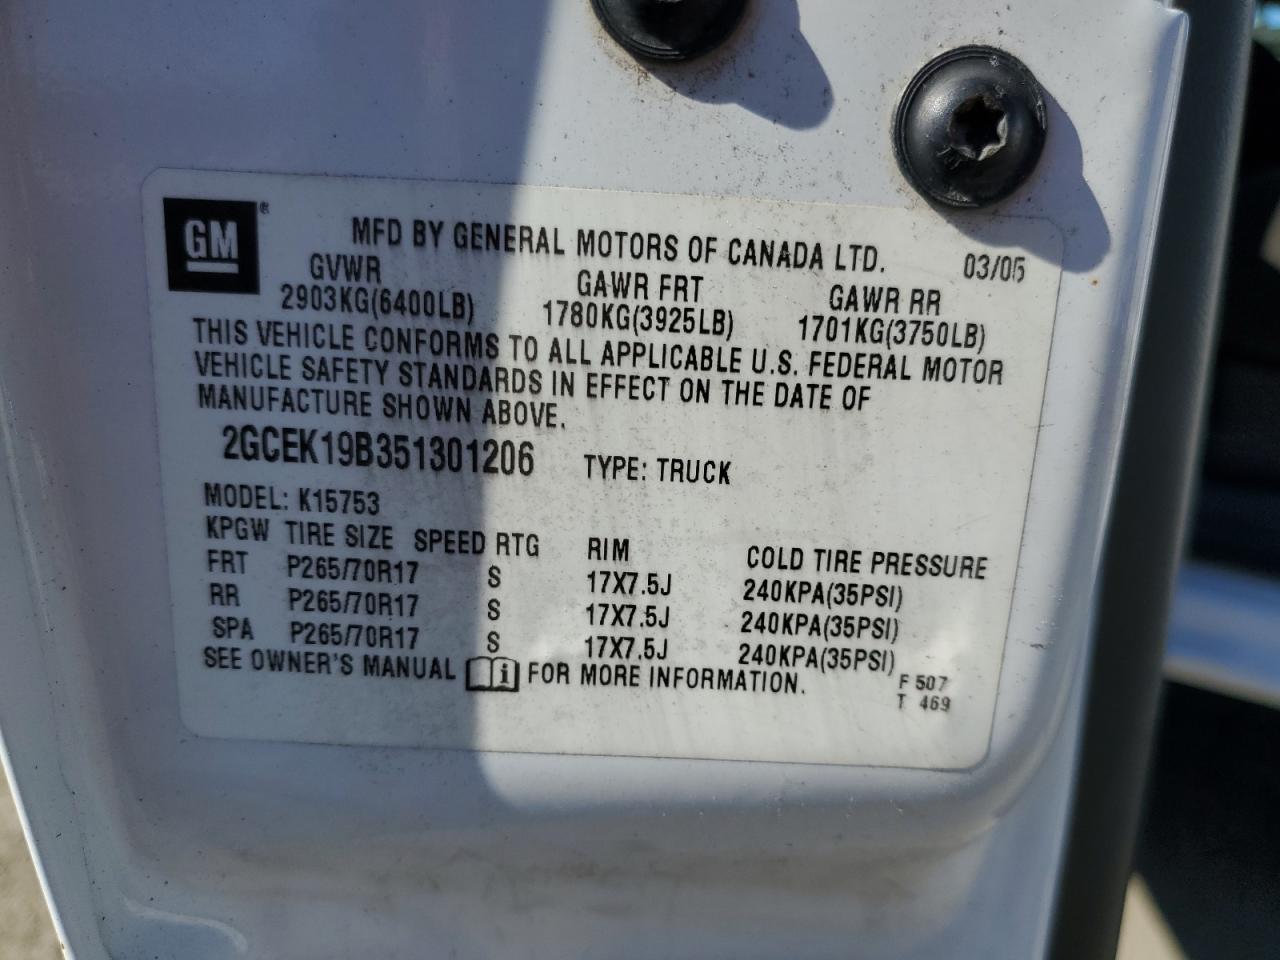 GM®
MFD BY GENERAL MOTORS OF CANADA LTD. 03/05
GVWR GAWR FRT GAWR RR
2903KG(6400LB) 1780KG(3925LB) 1701KG(3750LB)
THIS VEHICLE CONFORMS TO ALL APPLICABLE U.S. FEDERAL MOTOR
VEHICLE SAFETY STANDARDS IN EFFECT ON THE DATE OF
MANUFACTURE SHOWN ABOVE.
2GCEK19B351301206 TYPE: TRUCK
MODEL: K15753
KPGW TIRE SIZE SPEED RTG RIM COLD TIRE PRESSURE
FRT P265/70R17 S 17X7.5J 240KPA(35PSI)
RR P265/70R17 S 17X7.5J 240KPA(35PSI)
SPA P265/70R17 S 17X7.5J 240KPA(35PSI)
SEE OWNER'S MANUAL FOR MORE INFORMATION.
F 507
T 469